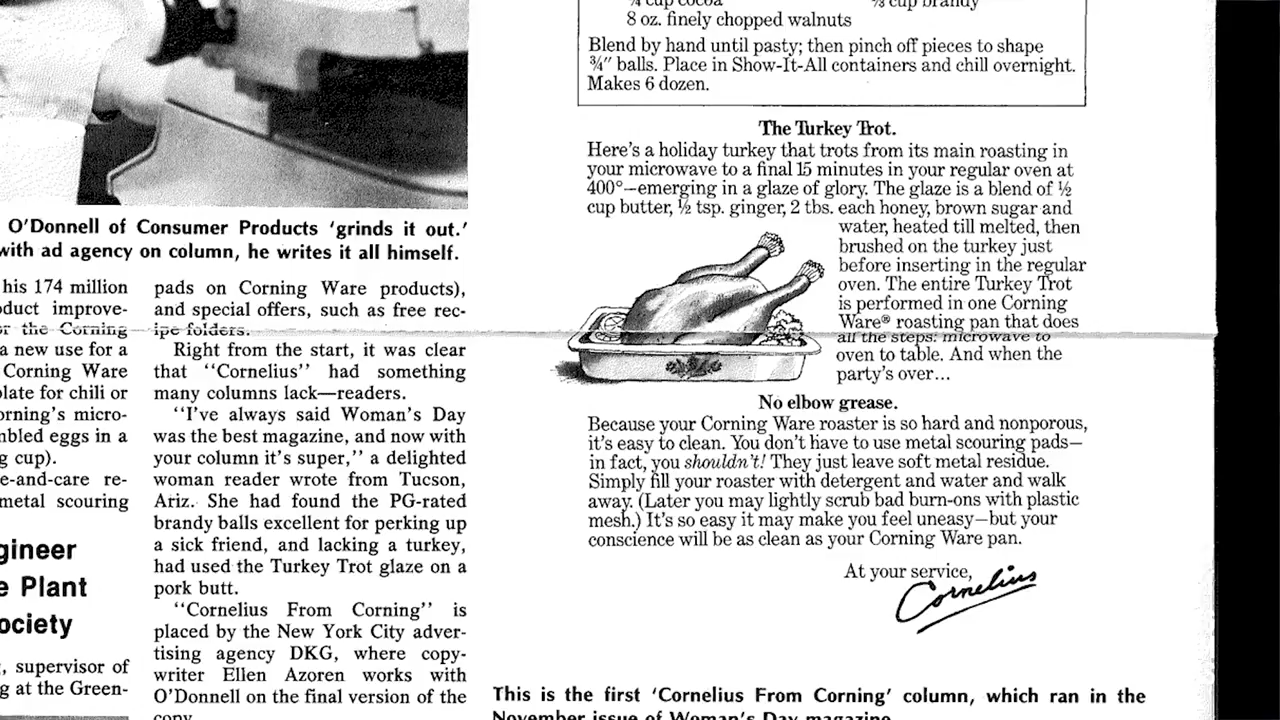 cup cocoa cup brandy
8 oz. finely chopped walnuts
Blend by hand until pasty; then pinch off pieces to shape
¾″ balls. Place in Show-It-All containers and chill overnight.
Makes 6 dozen.
The Turkey Trot.
Here's a holiday turkey that trots from its main roasting in
your microwave to a final 15 minutes in your regular oven at
400°—emerging in a glaze of glory. The glaze is a blend of ½
cup butter, ½ tsp. ginger, 2 tbs. each honey, brown sugar and
water, heated till melted, then
brushed on the turkey just
before inserting in the regular
oven. The entire Turkey Trot
is performed in one Corning
Ware® roasting pan that does
all the steps: microwave to
oven to table. And when the
party's over...
No elbow grease.
Because your Corning Ware roaster is so hard and nonporous,
it's easy to clean. You don't have to use metal scouring pads—
in fact, you shouldn't! They just leave soft metal residue.
Simply fill your roaster with detergent and water and walk
away. (Later you may lightly scrub bad burn-ons with plastic
mesh.) It's so easy it may make you feel uneasy—but your
conscience will be as clean as your Corning Ware pan.
At your service,
Cornelius
This is the first 'Cornelius From Corning' column, which ran in the
November issue of Woman's Day magazine.
O'Donnell of Consumer Products 'grinds it out.'
with ad agency on column, he writes it all himself.
his 174 million
oduct improve-
or the Corning
a new use for a
Corning Ware
plate for chili or
orning's micro-
mbled eggs in a
g cup).
e-and-care re-
metal scouring
gineer
e Plant
ociety
, supervisor of
g at the Green-
pads on Corning Ware products),
and special offers, such as free rec-
ipe folders.
Right from the start, it was clear
that "Cornelius" had something
many columns lack—readers.
"I've always said Woman's Day
was the best magazine, and now with
your column it's super," a delighted
woman reader wrote from Tucson,
Ariz. She had found the PG-rated
brandy balls excellent for perking up
a sick friend, and lacking a turkey,
had used the Turkey Trot glaze on a
pork butt.
"Cornelius From Corning" is
placed by the New York City adver-
tising agency DKG, where copy-
writer Ellen Azoren works with
O'Donnell on the final version of the
copy.